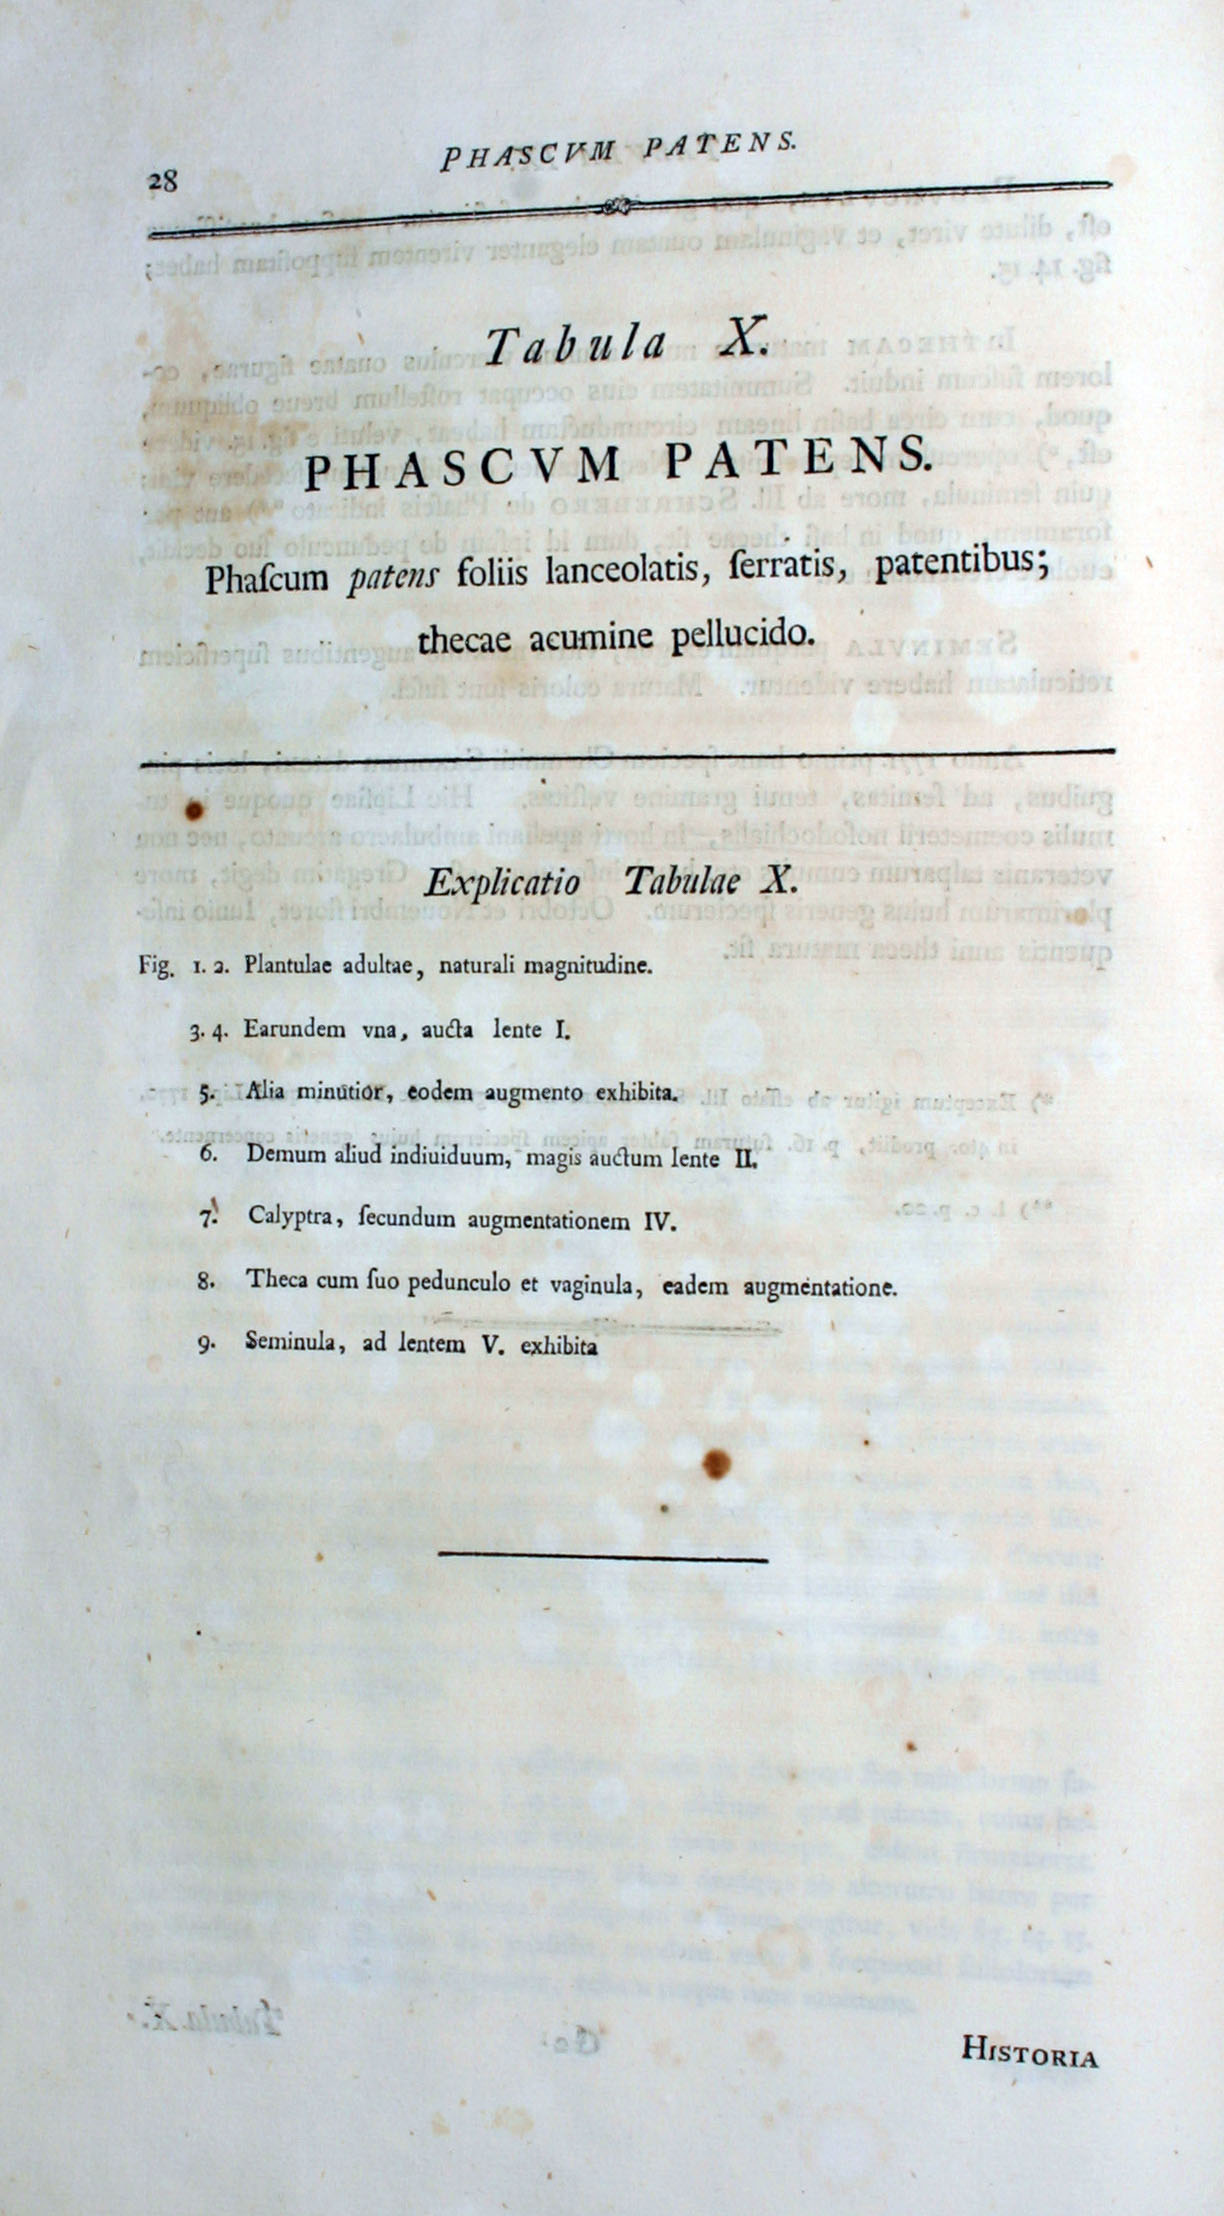 28
PHASCVM PATENS.
Tabula X.
PHASCVM PATENS.
Phaſcum patens foliis lanceolatis, ſerratis, patentibus;
thecae acumine pellucido.
Explicatio Tabulae X.
Fig. 1. 2. Plantulae adultae, naturali magnitudine.
3. 4. Earundem vna, aucta lente I.
5. Alia minutior, eodem augmento exhibita.
6. Demum aliud indiuiduum, magis auctum lente II.
7. Calyptra, ſecundum augmentationem IV.
8. Theca cum ſuo pedunculo et vaginula, eadem augmentatione.
9. Seminula, ad lentem V. exhibita
HISTORIA